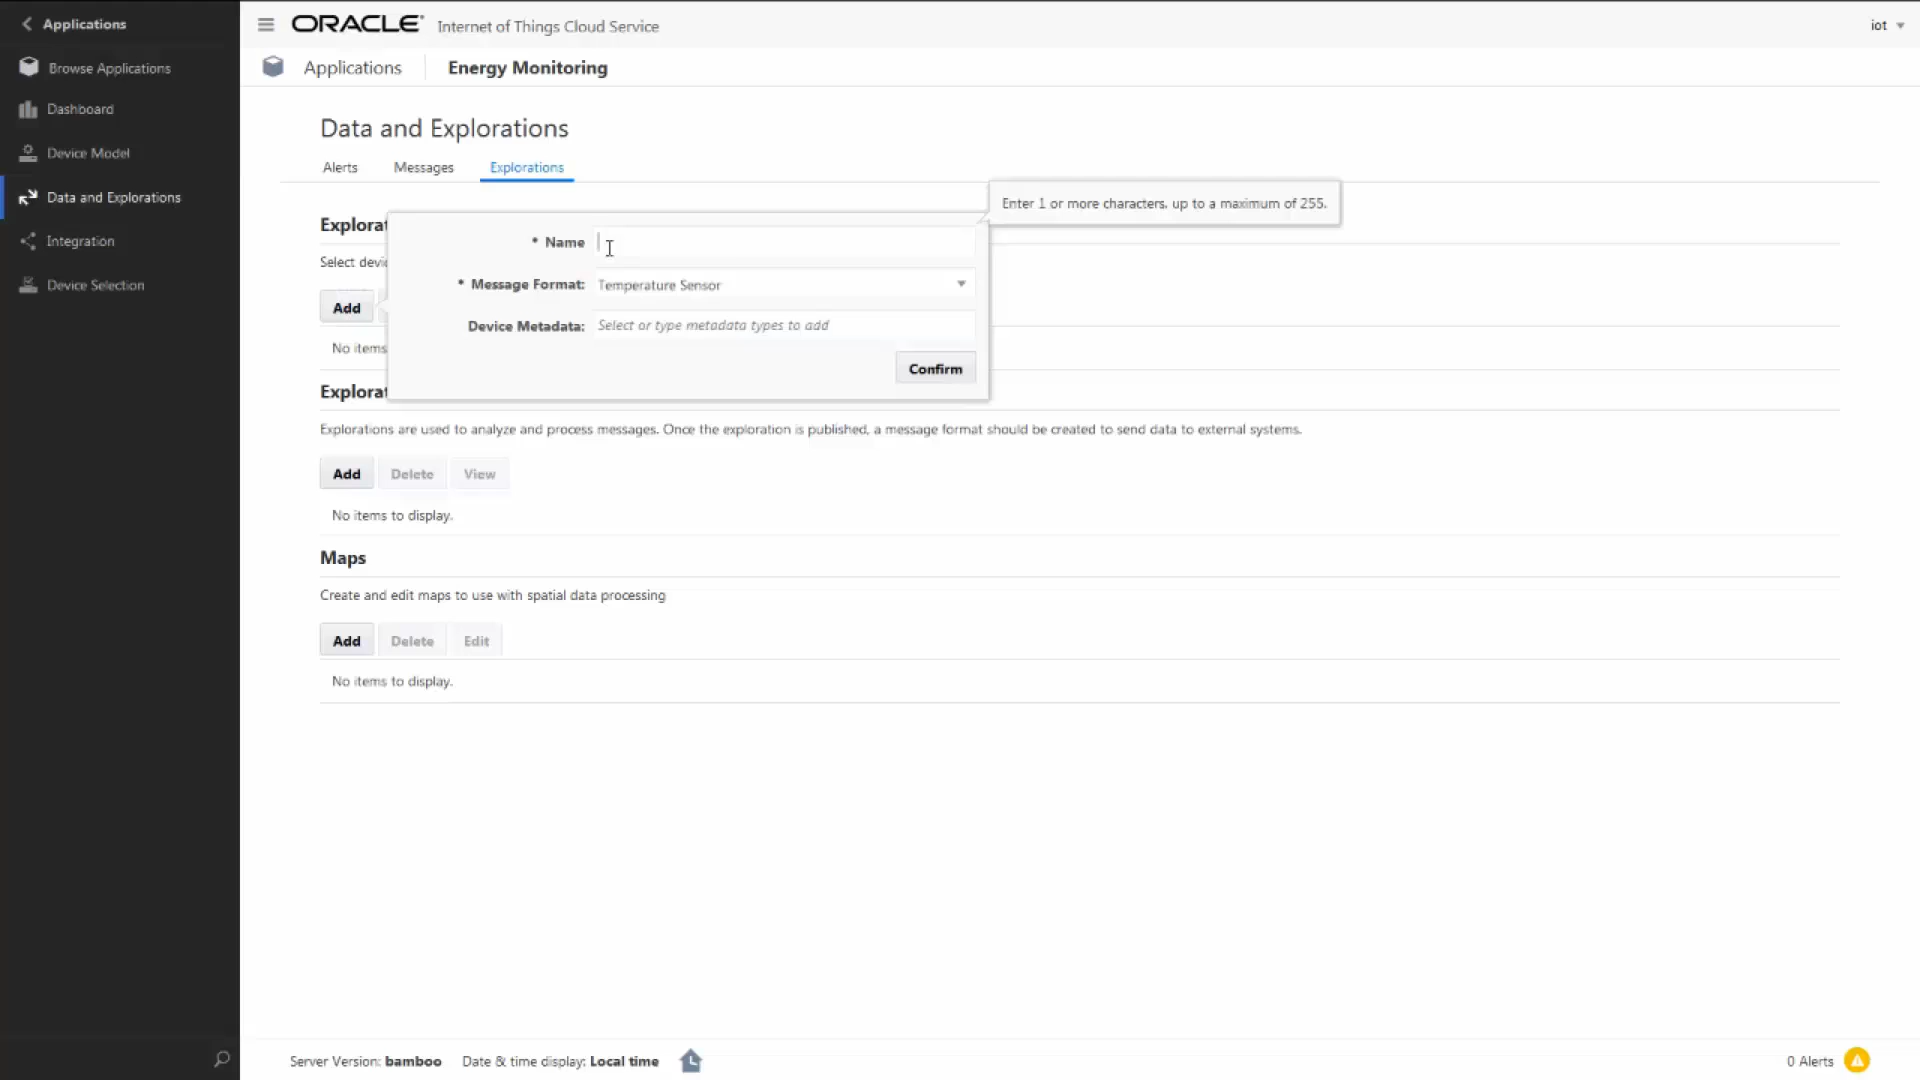 Applications
Browse Applications
Dashboard
Device Model
Data and Explorations
Integration
Device Selection
ORACLE® Internet of Things Cloud Service
iot
Applications
Energy Monitoring
Data and Explorations
Alerts
Messages
Explorations
Enter 1 or more characters, up to a maximum of 255.
Explorat
Select devic
Add
No items
* Name
* Message Format: Temperature Sensor
Device Metadata: Select or type metadata types to add
Confirm
Explorat
Explorations are used to analyze and process messages. Once the exploration is published, a message format should be created to send data to external systems.
Add Delete View
No items to display.
Maps
Create and edit maps to use with spatial data processing
Add Delete Edit
No items to display.
Server Version: bamboo Date & time display: Local time
0 Alerts